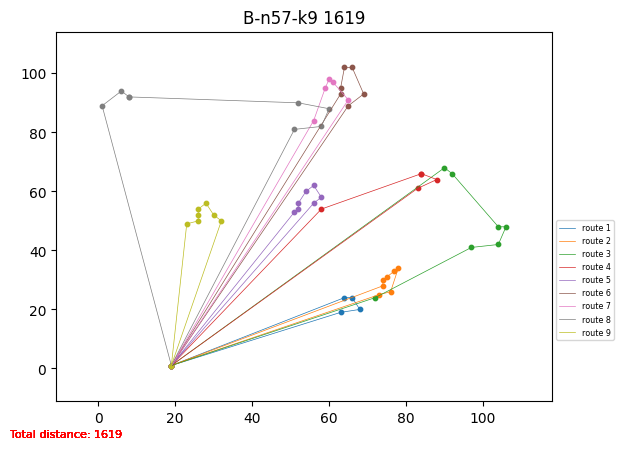 B-n57-k9 1619
100
80
60
40
20
0
0 20 40 60 80 100
route 1
route 2
route 3
route 4
route 5
route 6
route 7
route 8
route 9
Total distance: 1619